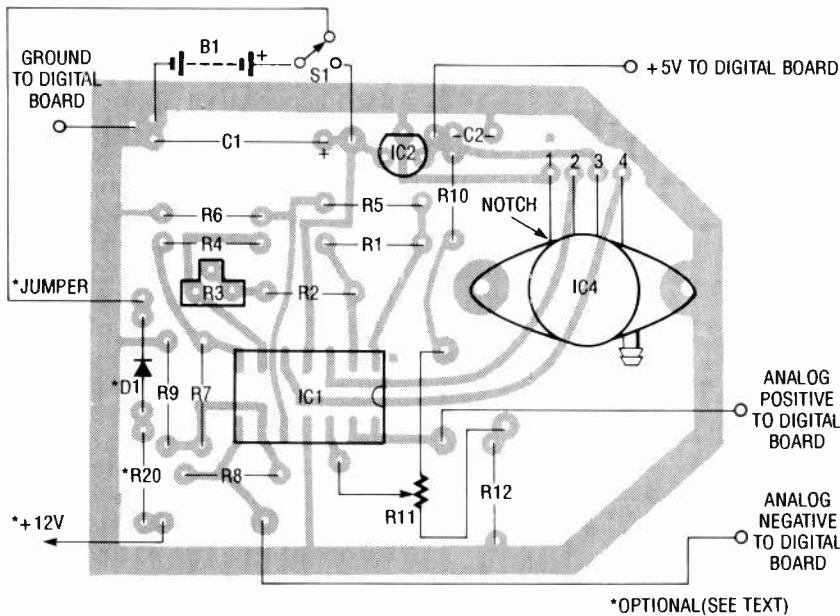 GROUND
TO DIGITAL
BOARD
B1
+
S1
+5V TO DIGITAL BOARD
C1
+
IC2
C2
1 2 3 4
R10
R6
R5
NOTCH
R4
R1
*JUMPER
R3
R2
IC4
*D1
R9
R7
IC1
ANALOG
POSITIVE
TO DIGITAL
BOARD
*R20
R8
R11
R12
*+12V
ANALOG
NEGATIVE
TO DIGITAL
BOARD
*OPTIONAL(SEE TEXT)